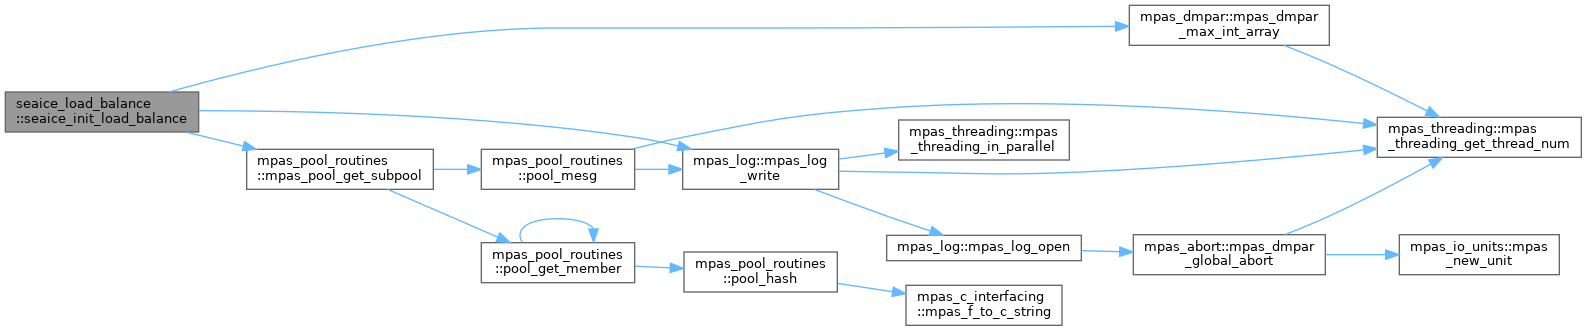 seaice_load_balance
::seaice_init_load_balance
mpas_dmpar::mpas_dmpar
_max_int_array
mpas_pool_routines
::mpas_pool_get_subpool
mpas_pool_routines
::pool_mesg
mpas_log::mpas_log
_write
mpas_threading::mpas
_threading_in_parallel
mpas_threading::mpas
_threading_get_thread_num
mpas_log::mpas_log_open
mpas_abort::mpas_dmpar
_global_abort
mpas_io_units::mpas
_new_unit
mpas_pool_routines
::pool_get_member
mpas_pool_routines
::pool_hash
mpas_c_interfacing
::mpas_f_to_c_string